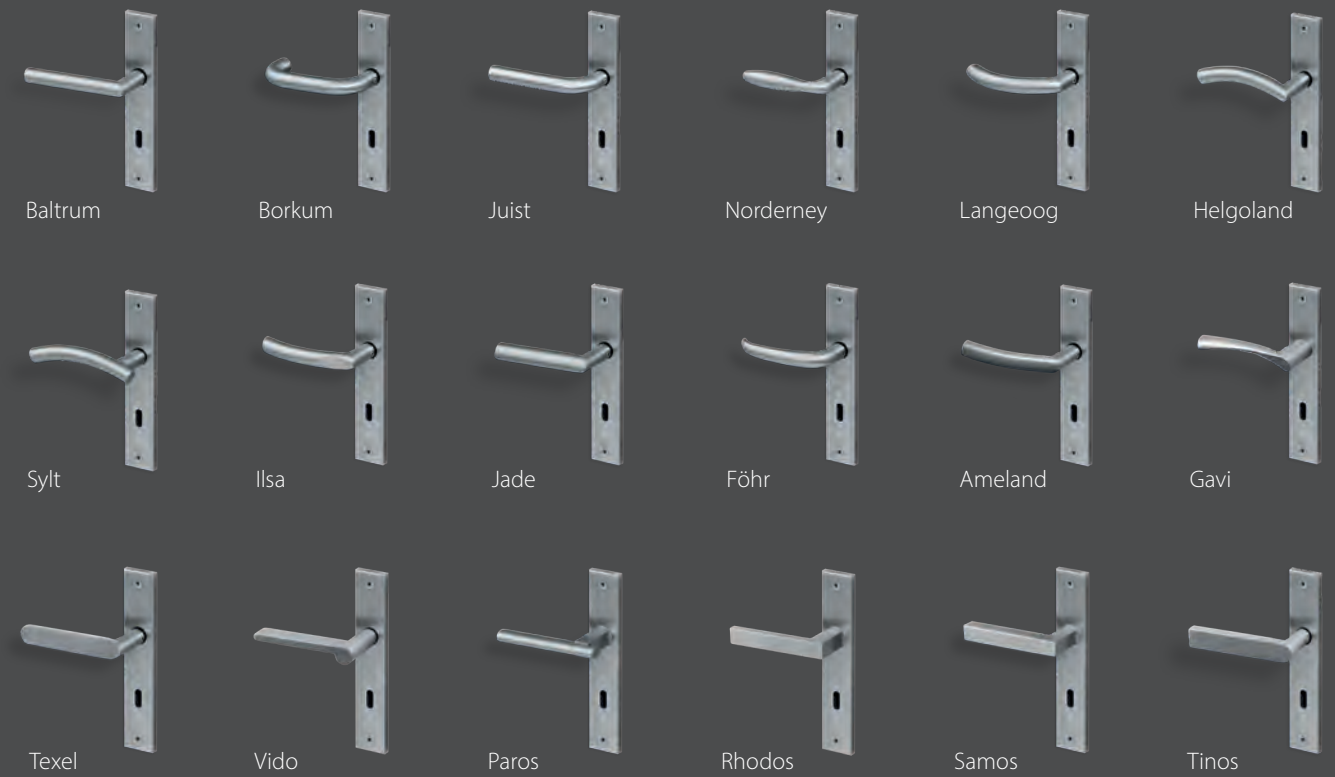 Baltrum Borkum Juist Norderney Langeoog Helgoland
Sylt Ilsa Jade Föhr Ameland Gavi
Texel Vido Paros Rhodos Samos Tinos